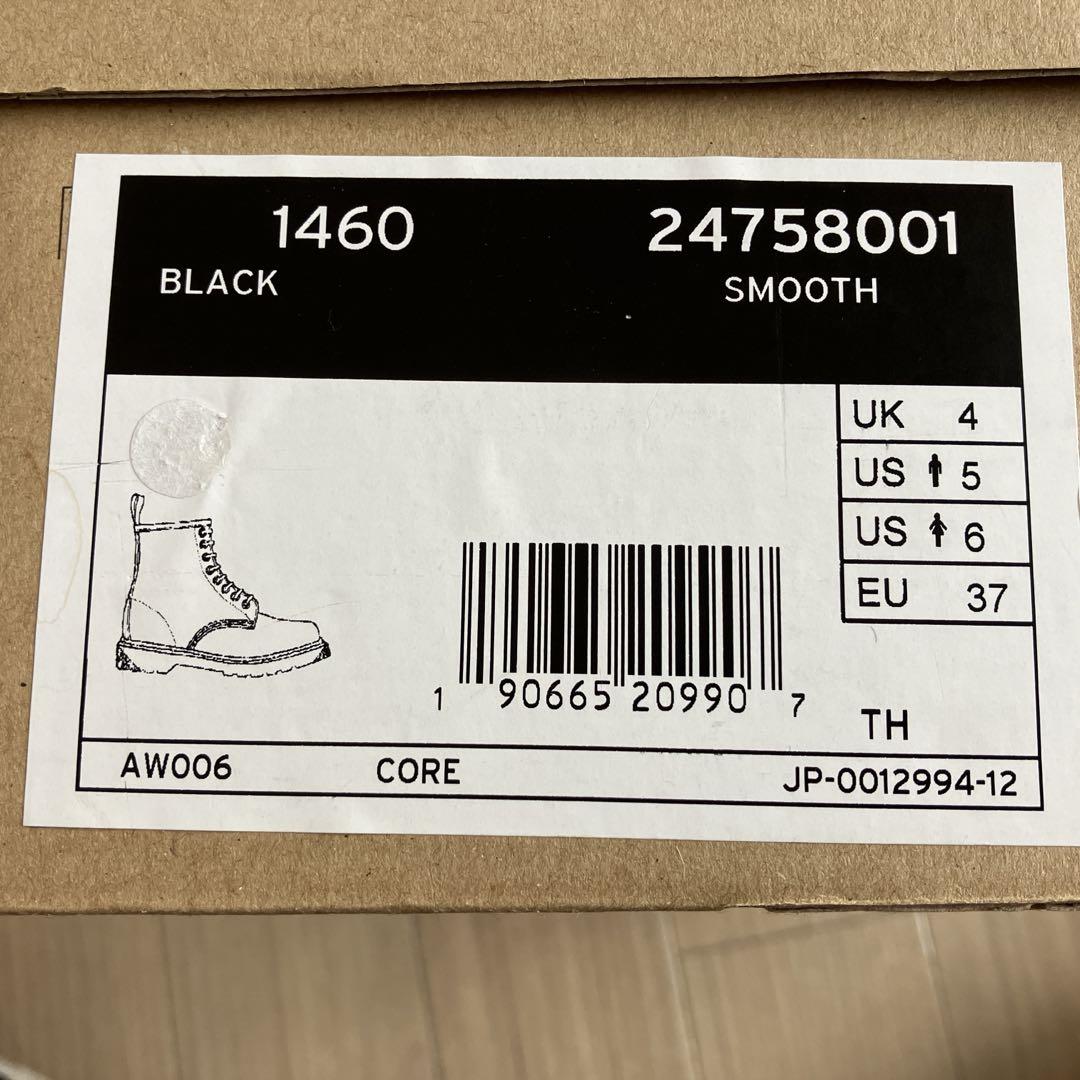 1460 24758001
BLACK SMOOTH
UK 4
US 5
US 6
EU 37
1 90665 20990 7
TH
AW006 CORE JP-0012994-12